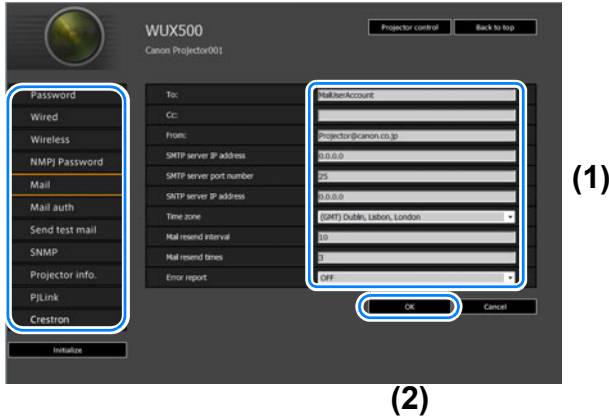 WUX500
Projector control
Back to top
Canon Projector001
Password
Wired
Wireless
NMPJ Password
Mail
Mail auth
Send test mail
SNMP
Projector info.
PJLink
Crestron
Initialize
To: MailUserAccount
Cc:
From: Projector@canon.co.jp
SMTP server IP address 0.0.0.0
SMTP server port number 25
SNTP server IP address 0.0.0.0
Time zone (GMT) Dublin, Lisbon, London
Mail resend interval 10
Mail resend times 3
Error report OFF
OK
Cancel
(1)
(2)